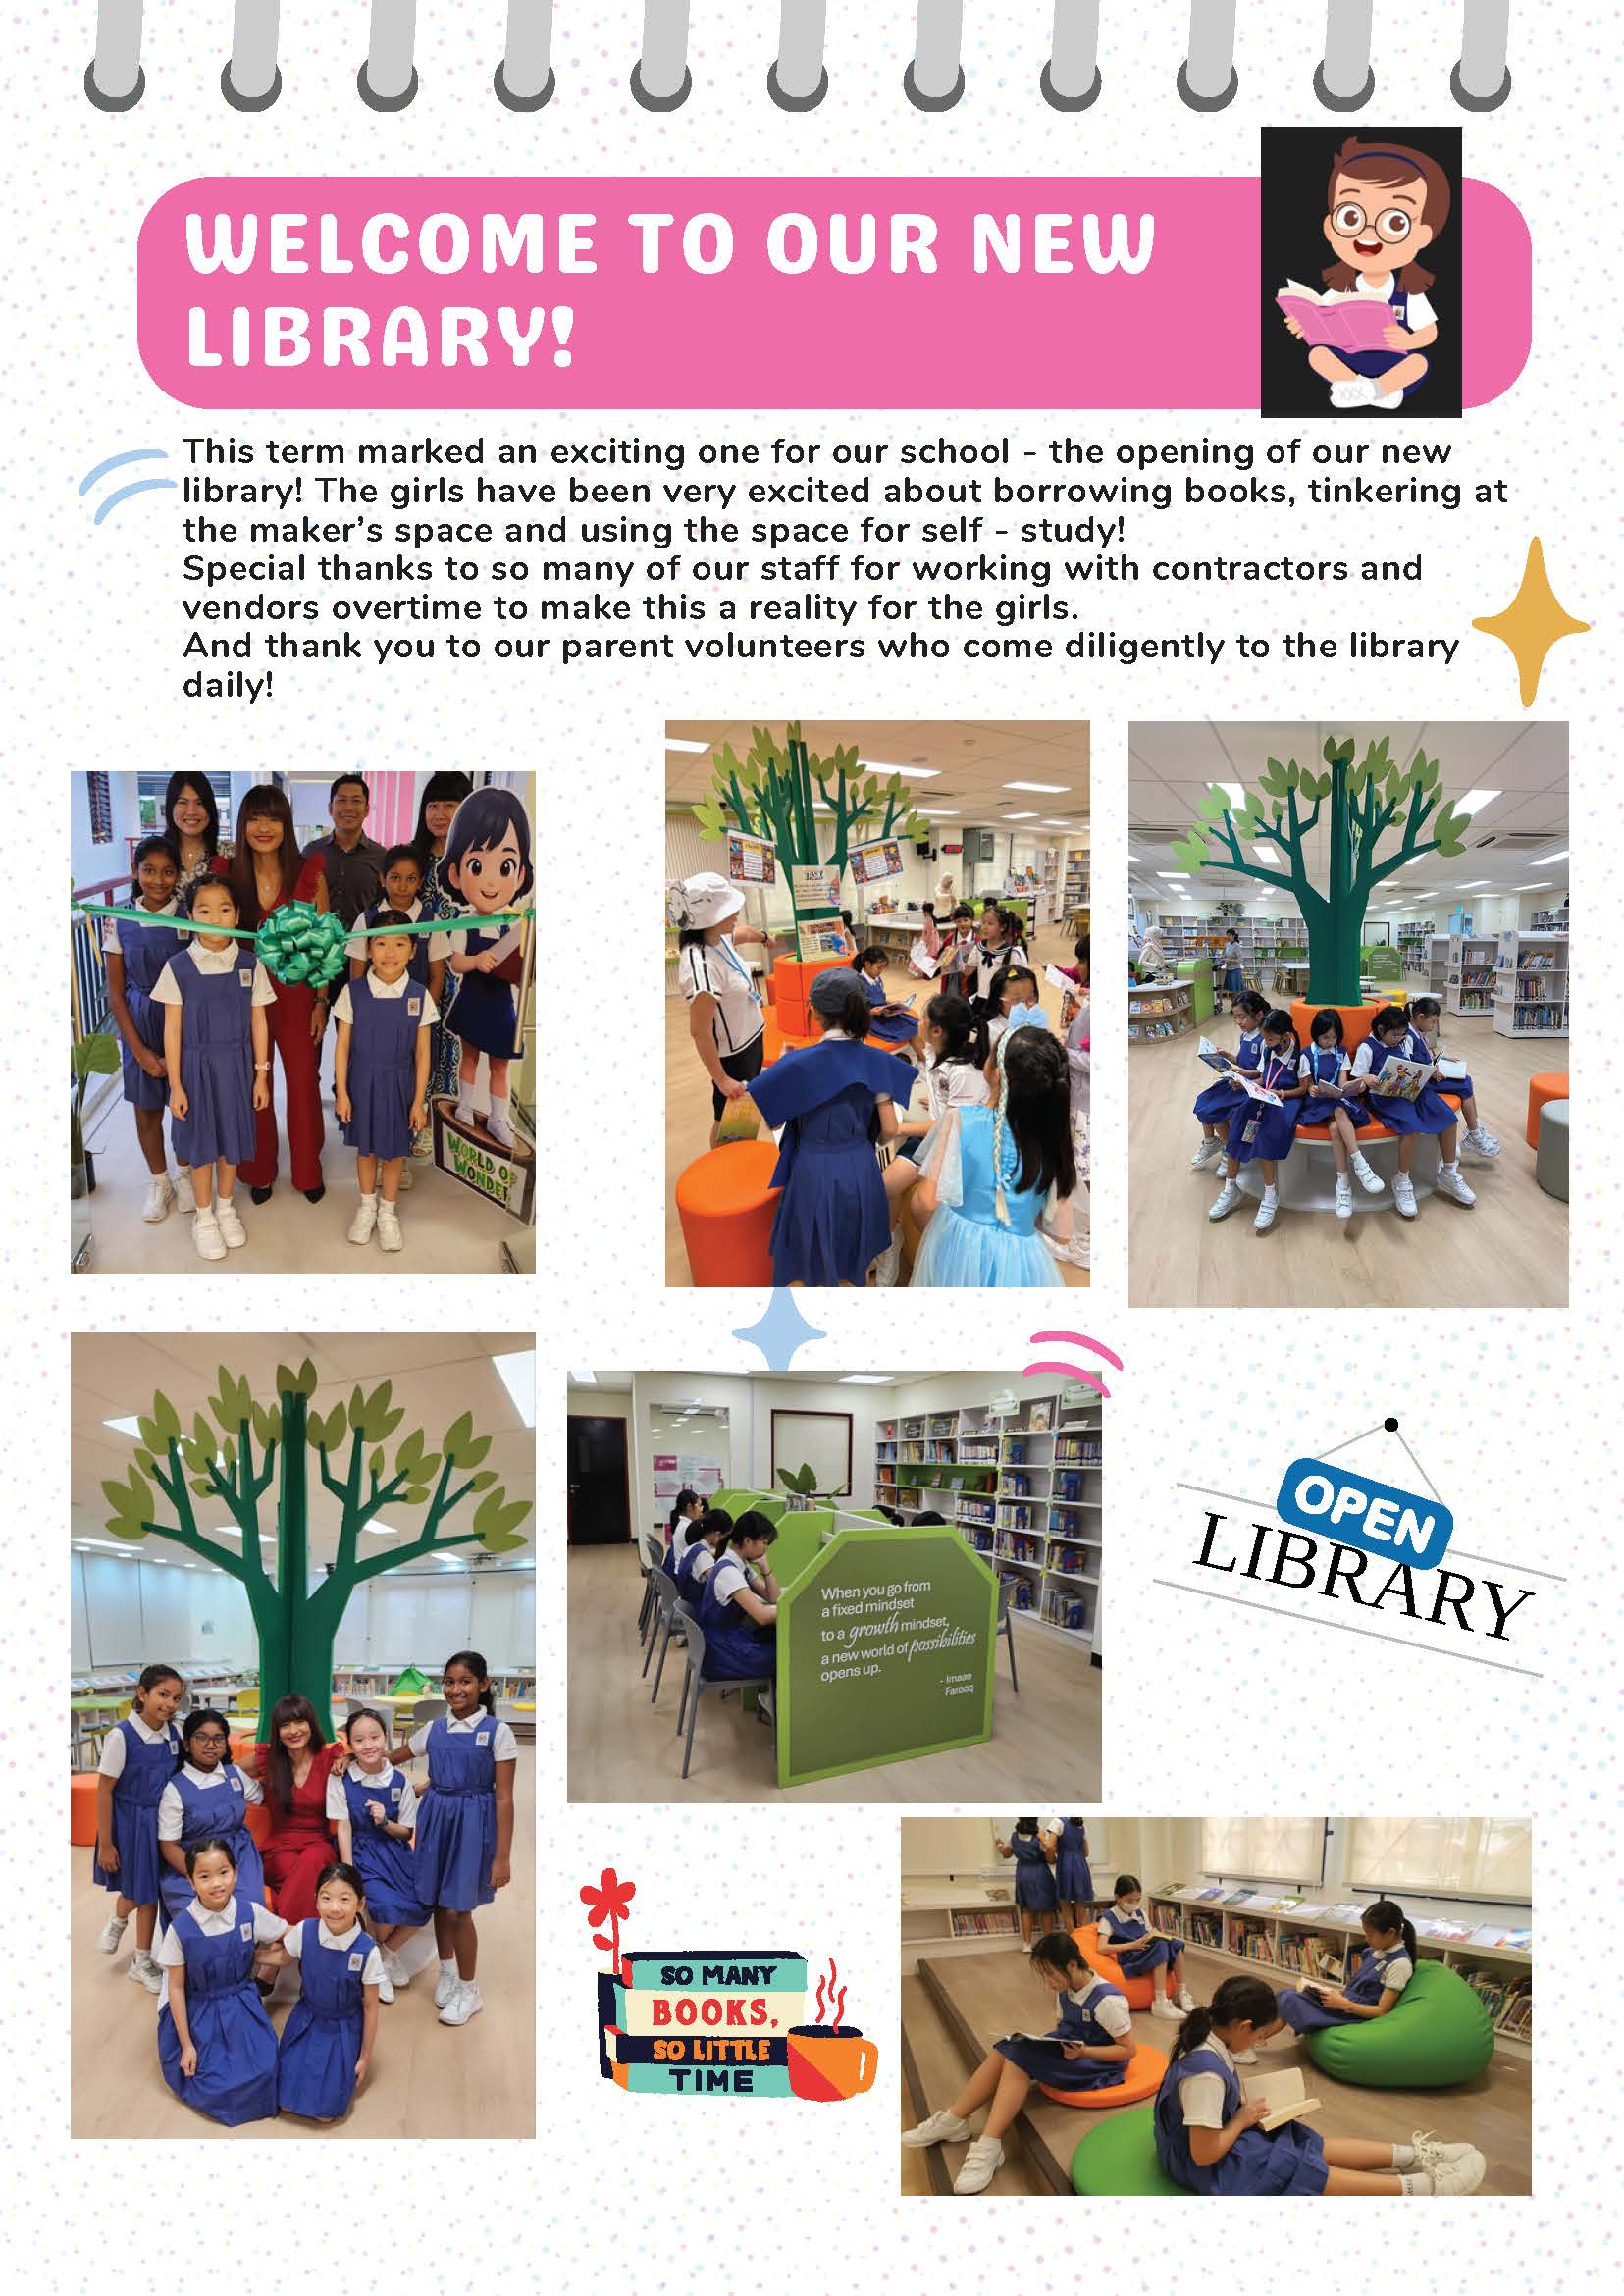 WELCOME TO OUR NEW
LIBRARY!
This term marked an exciting one for our school - the opening of our new
library! The girls have been very excited about borrowing books, tinkering at
the maker's space and using the space for self - study!
Special thanks to so many of our staff for working with contractors and
vendors overtime to make this a reality for the girls.
And thank you to our parent volunteers who come diligently to the library
daily!
WORLD OF
WONDER
When you go from
a fixed mindset
to a growth mindset,
a new world of possibilities
opens up.
- Imaan
Farooq
OPEN
LIBRARY
SO MANY
BOOKS,
SO LITTLE
TIME